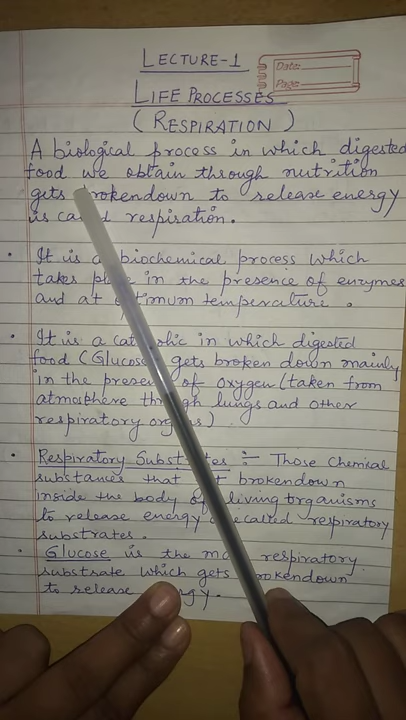 LECTURE-1
Date:
Page:
LIFE PROCESSES
(RESPIRATION)
A biological process in which digested
food we obtain through nutrition
gets brokendown to release energy
is called respiration.
• It is a biochemical process which
takes place in the presence of enzymes
and at optimum temperature.
• It is a catabolic in which digested
food (Glucose) gets broken down mainly
in the presence of oxygen (taken from
atmosphere through lungs and other
respiratory organs)
• Respiratory Substrates :- Those chemical
substances that get brokendown
inside the body of living organisms
to release energy are called respiratory
substrates.
• Glucose is the main respiratory
substrate which gets brokendown
to release energy.